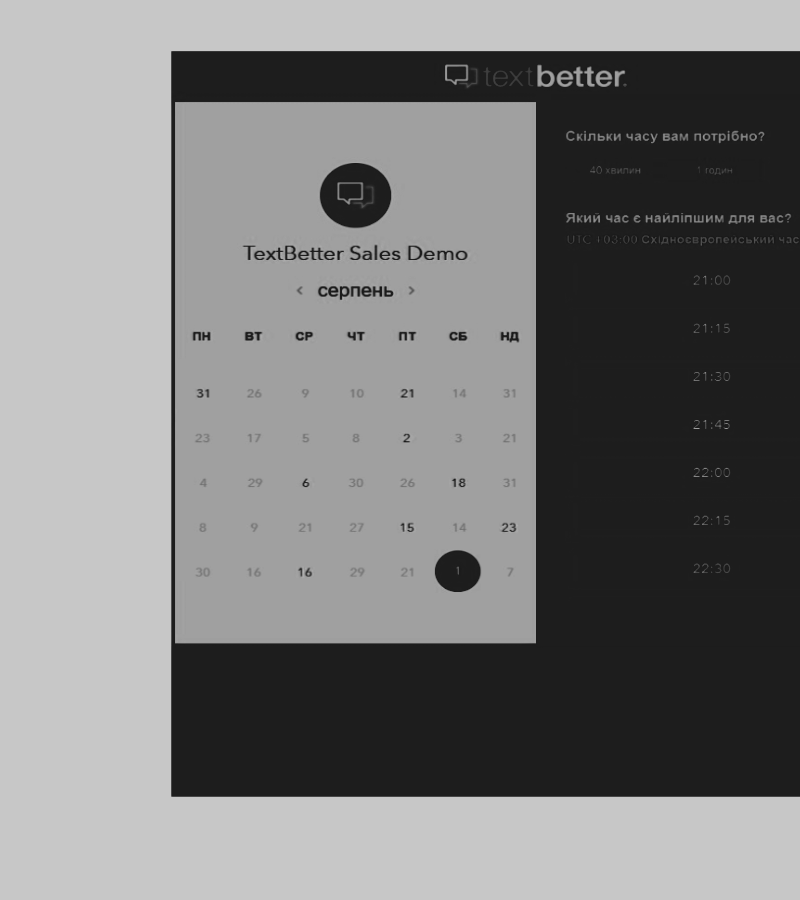 textbetter.
TextBetter Sales Demo
< серпень >
ПН ВТ СР ЧТ ПТ СБ НД
31 26 9 10 21 14 31
23 17 5 8 2 3 21
4 29 6 30 26 18 31
8 9 21 27 15 14 23
30 16 16 29 21 1 7
Скільки часу вам потрібно?
40 хвилин 1 годин
Який час є найліпшим для вас?
UTC +03:00 Східноєвропейський час
21:00
21:15
21:30
21:45
22:00
22:15
22:30